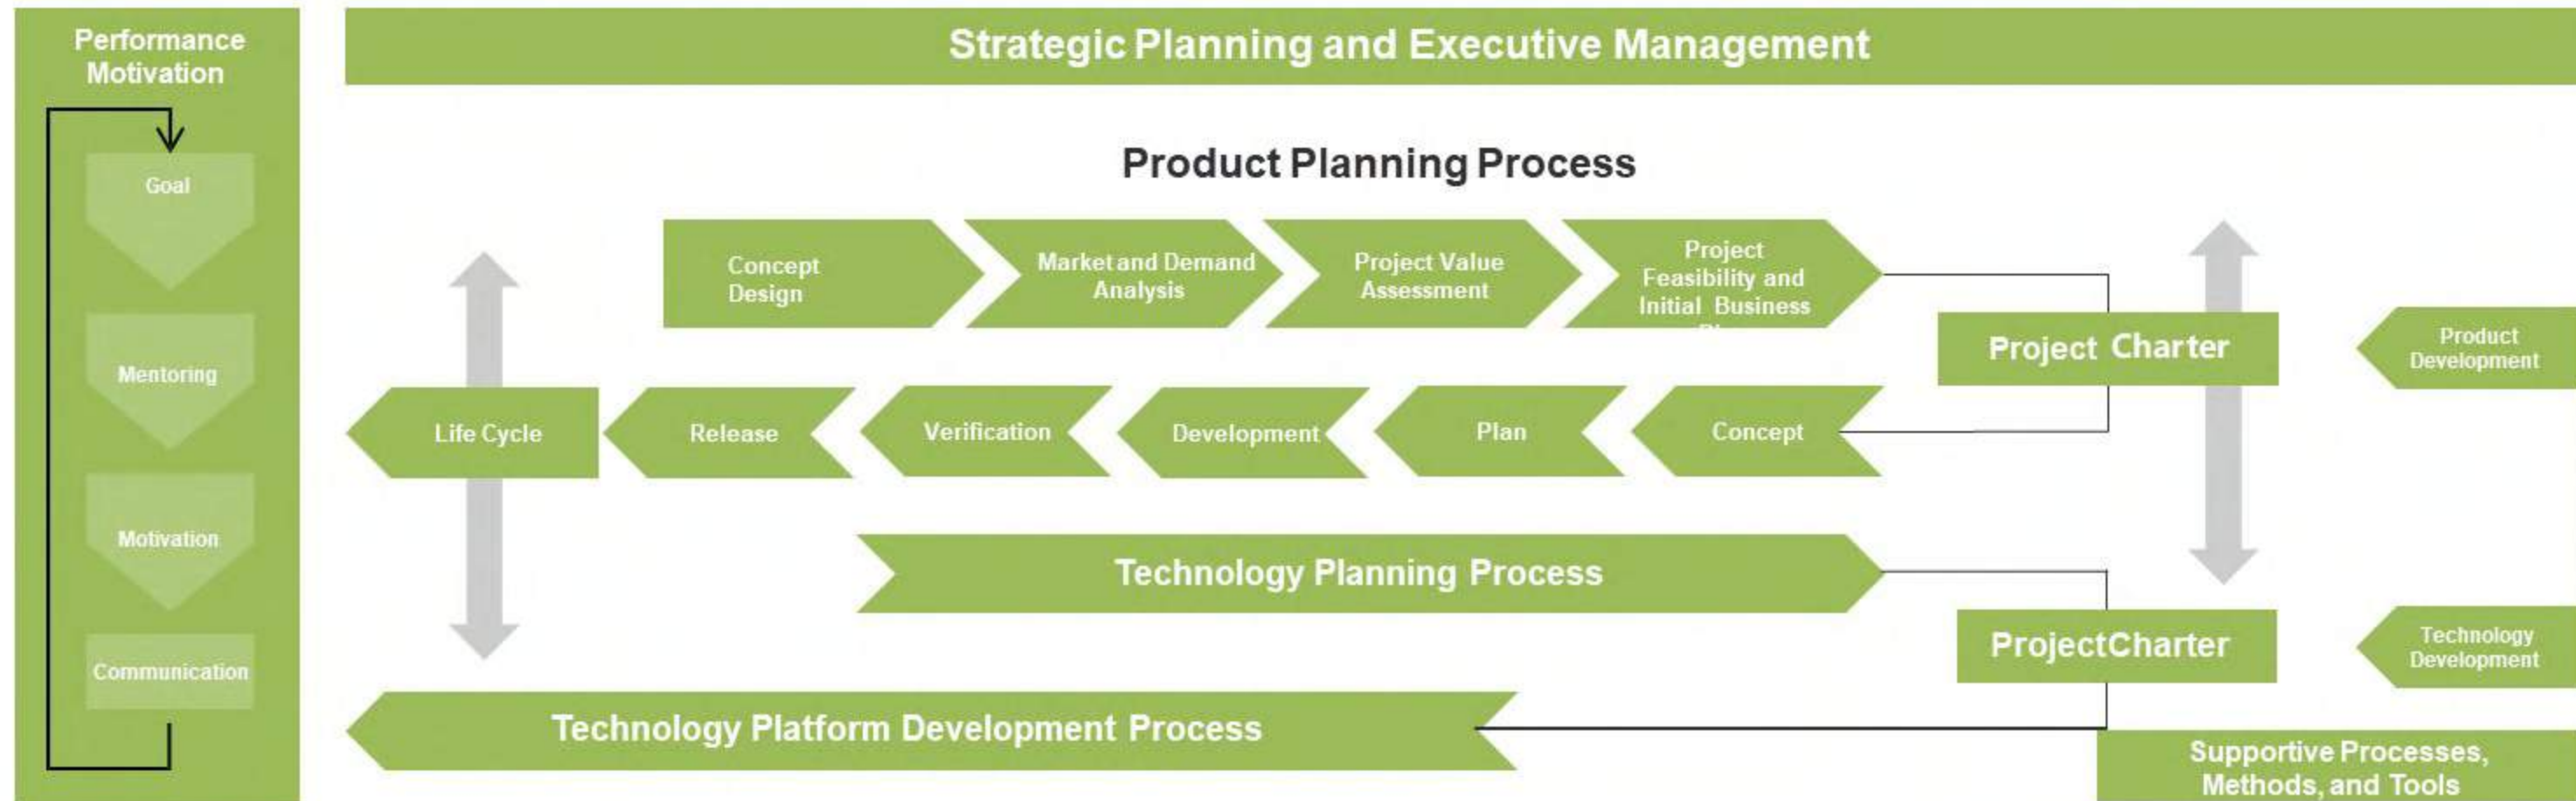 Performance
Motivation
Goal
Mentoring
Motivation
Communication
Strategic Planning and Executive Management
Product Planning Process
Concept
Design
Market and Demand
Analysis
Project Value
Assessment
Project
Feasibility and
Initial Business
Project Charter
Product
Development
Life Cycle
Release
Verification
Development
Plan
Concept
Technology Planning Process
ProjectCharter
Technology
Development
Technology Platform Development Process
Supportive Processes,
Methods, and Tools